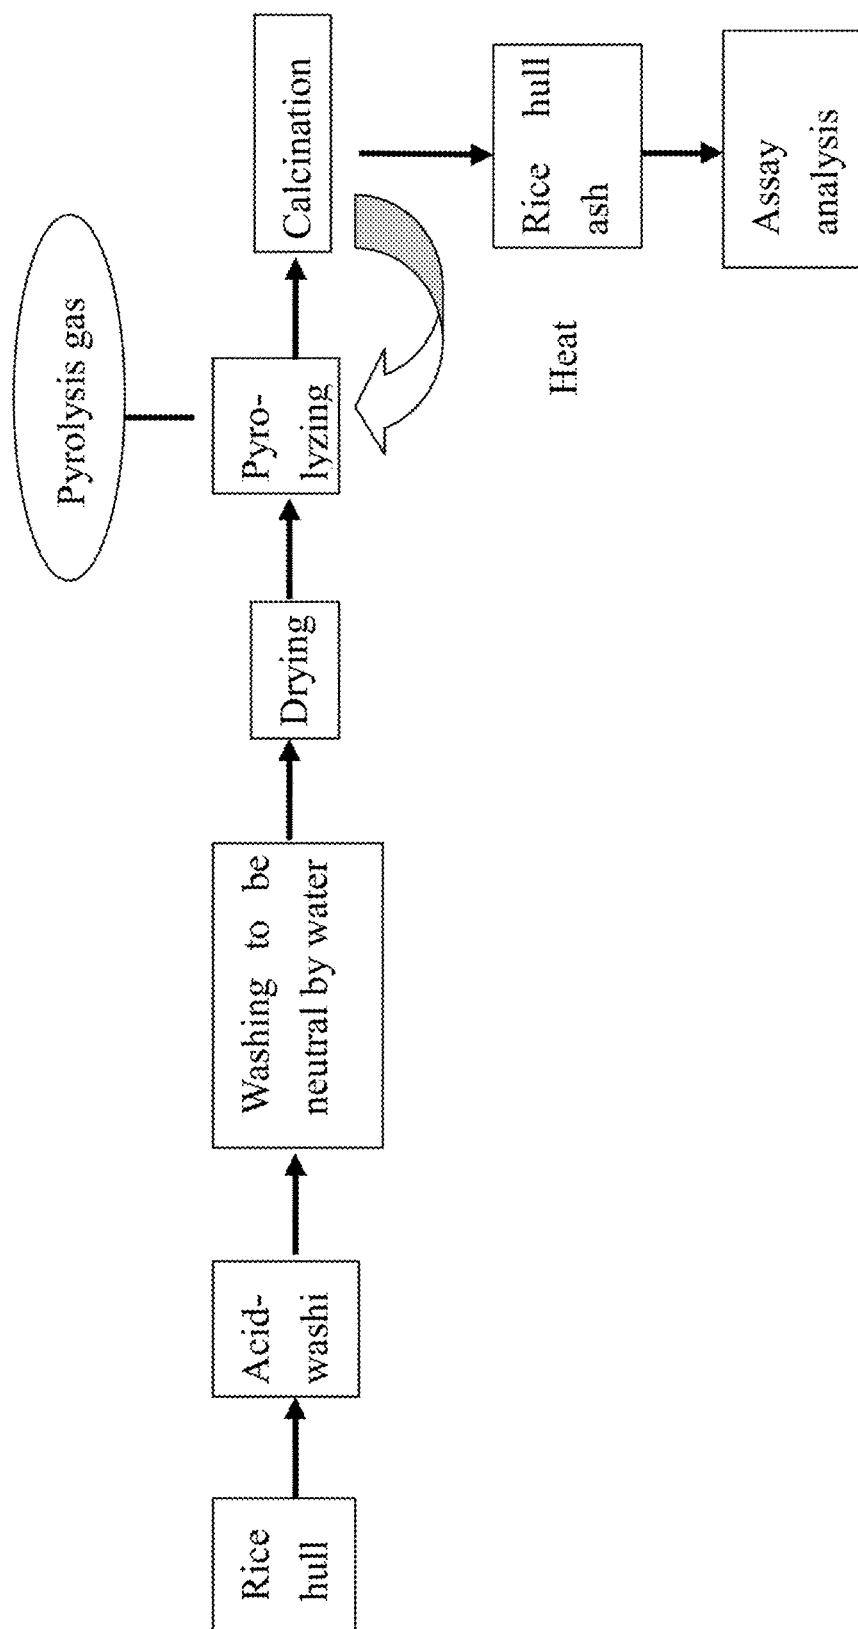 Rice
hull
Acid-
washi
Washing to be
neutral by water
Drying
Pyro-
lyzing
Pyrolysis gas
Calcination
Heat
Rice hull
ash
Assay
analysis